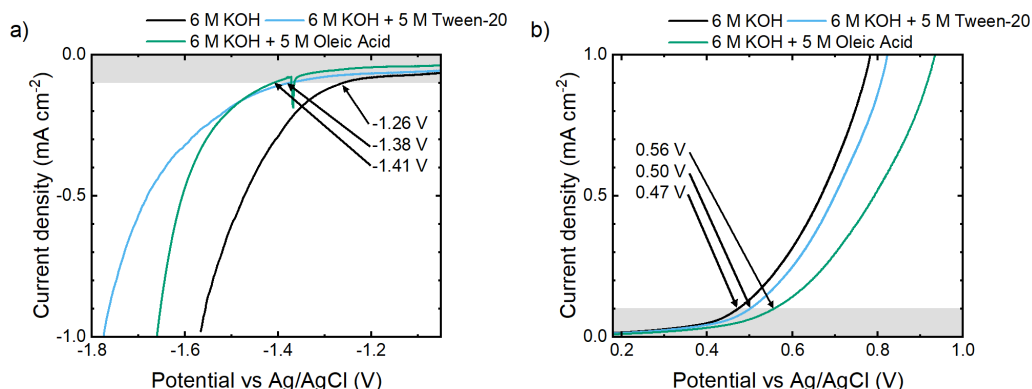 a)
6 M KOH 6 M KOH + 5 M Tween-20
6 M KOH + 5 M Oleic Acid
0.0
-0.5
-1.0
Current density (mA cm⁻²)
-1.26 V
-1.38 V
-1.41 V
-1.8 -1.6 -1.4 -1.2
Potential vs Ag/AgCl (V)
b)
6 M KOH 6 M KOH + 5 M Tween-20
6 M KOH + 5 M Oleic Acid
1.0
0.5
0.0
Current density (mA cm⁻²)
0.56 V
0.50 V
0.47 V
0.2 0.4 0.6 0.8 1.0
Potential vs Ag/AgCl (V)